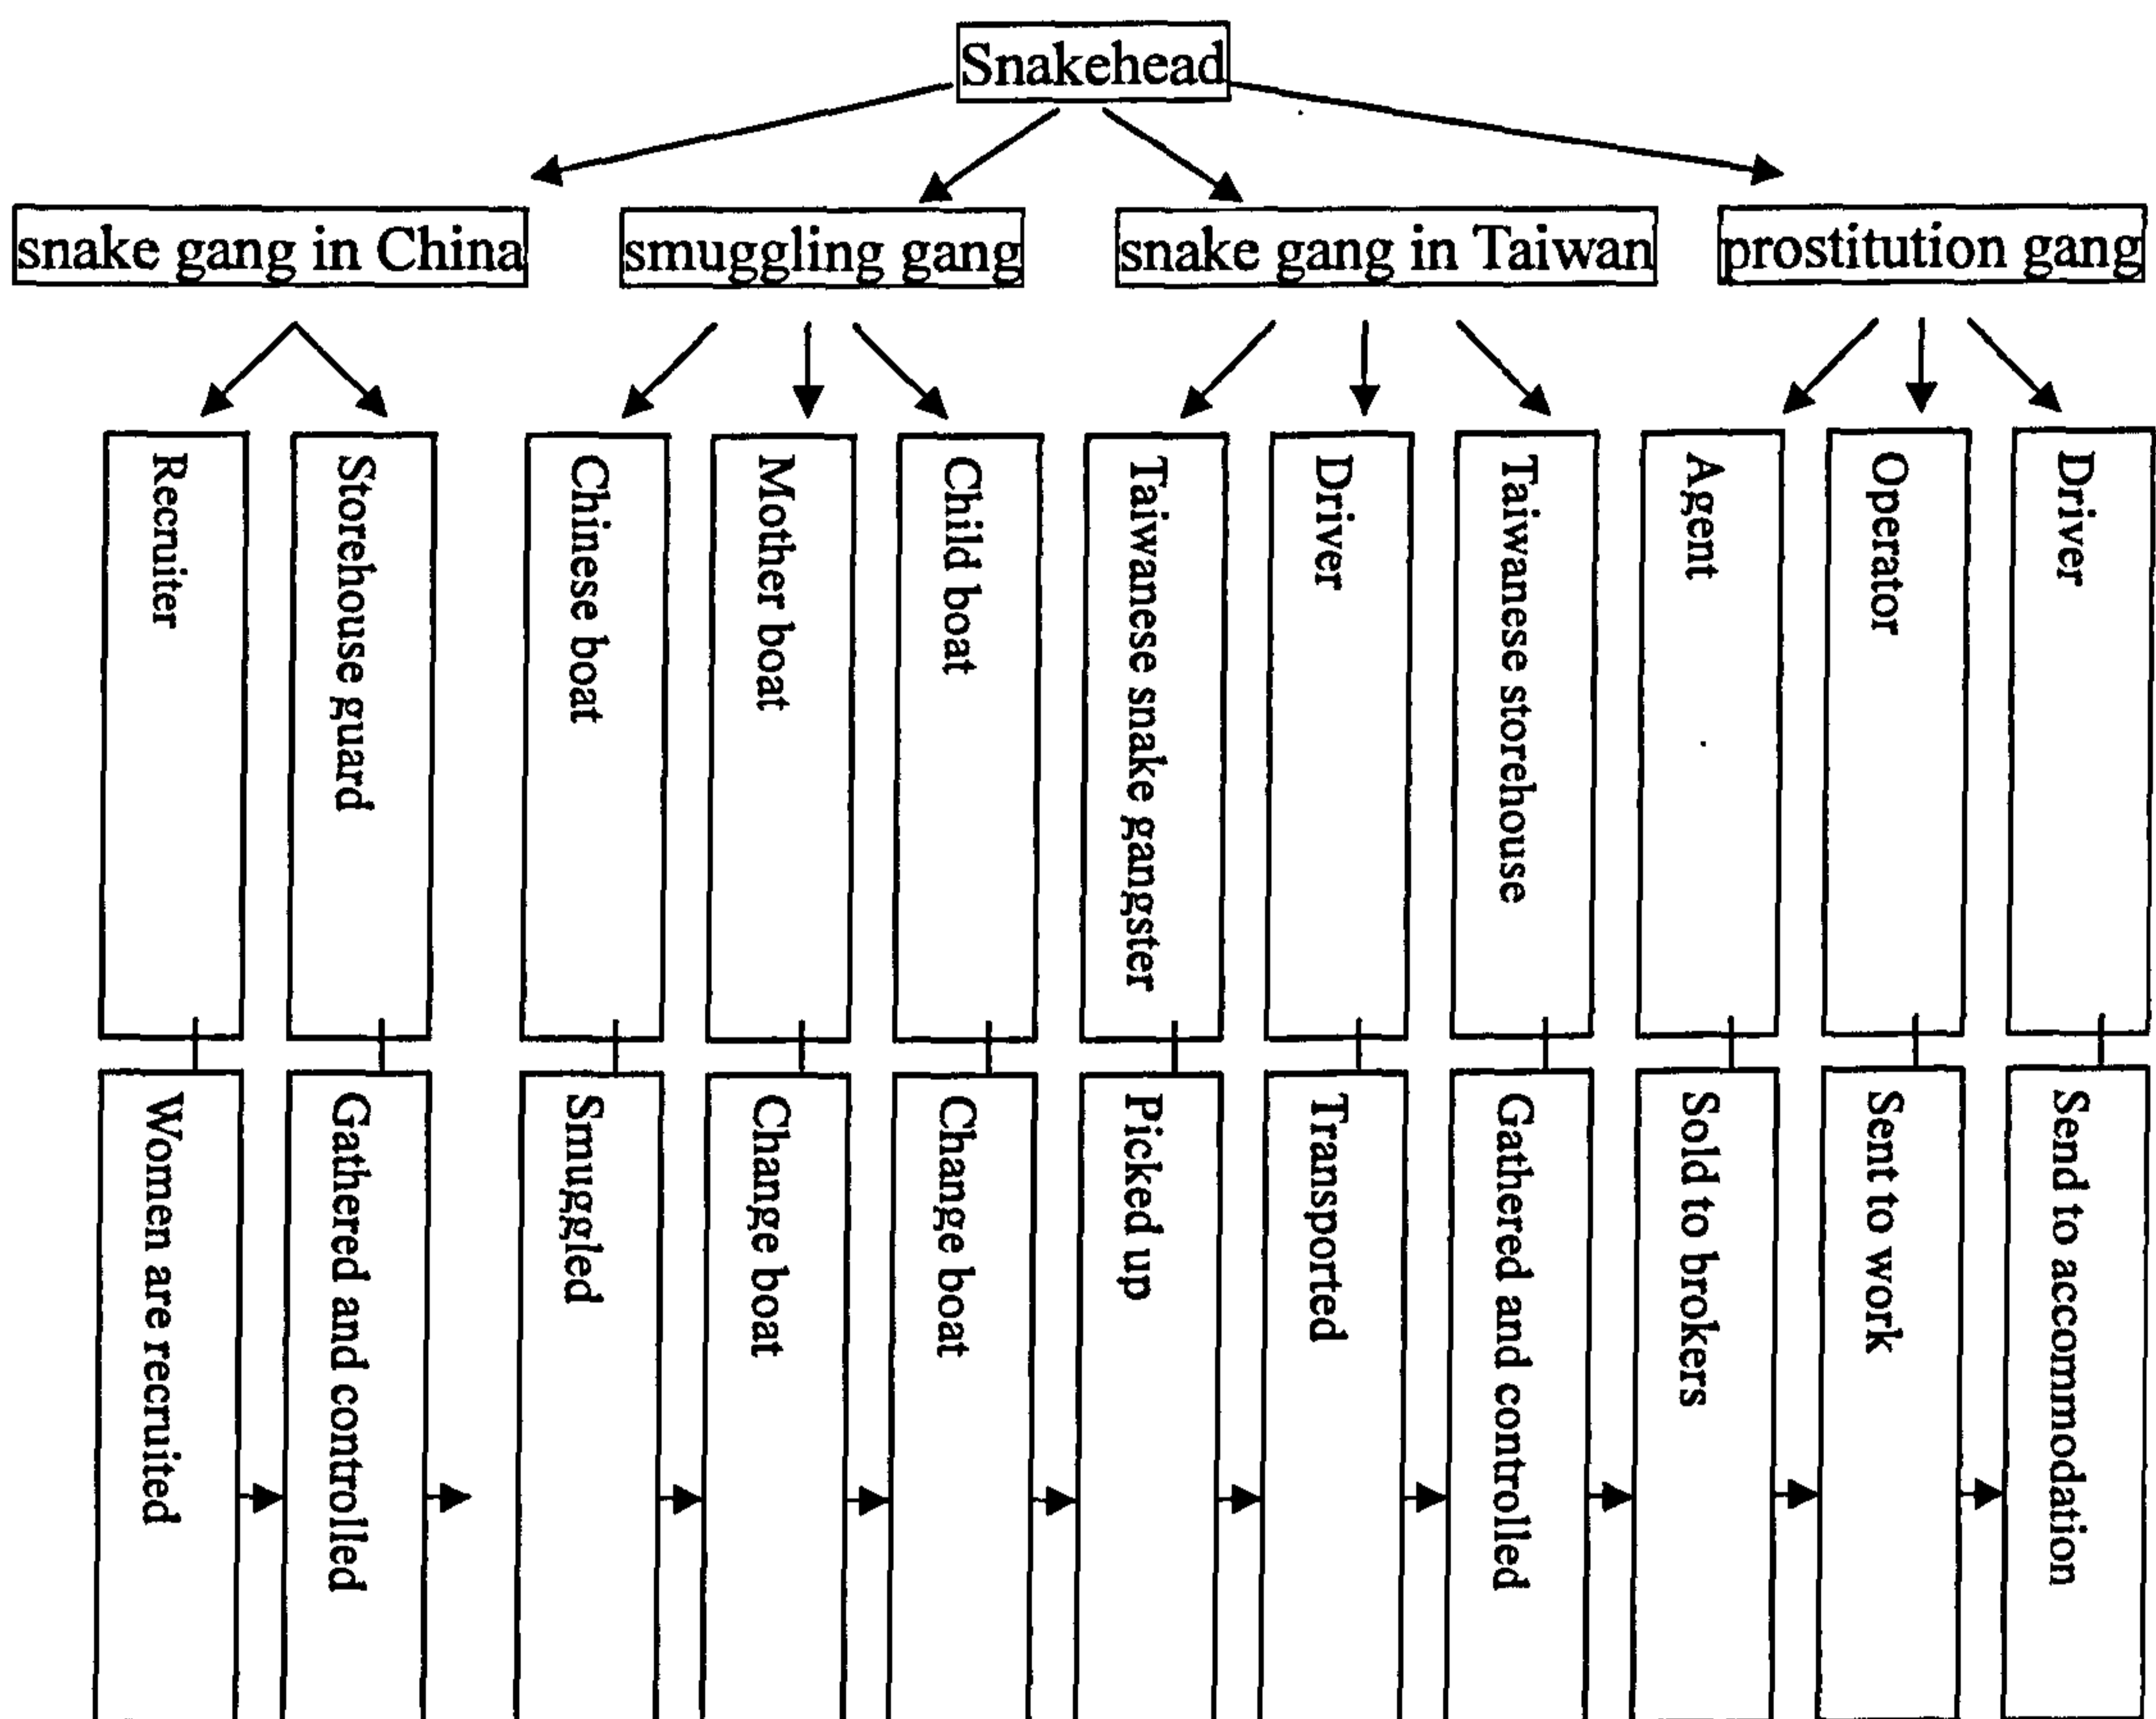 Snakehead
snake gang in China
smuggling gang
snake gang in Taiwan
prostitution gang
Recruiter
Storehouse guard
Chinese boat
Mother boat
Child boat
Taiwanese snake gangster
Driver
Taiwanese storehouse
Agent
Operator
Driver
Women are recruited
Gathered and controlled
Smuggled
Change boat
Change boat
Picked up
Transported
Gathered and controlled
Sold to brokers
Sent to work
Send to accommodation